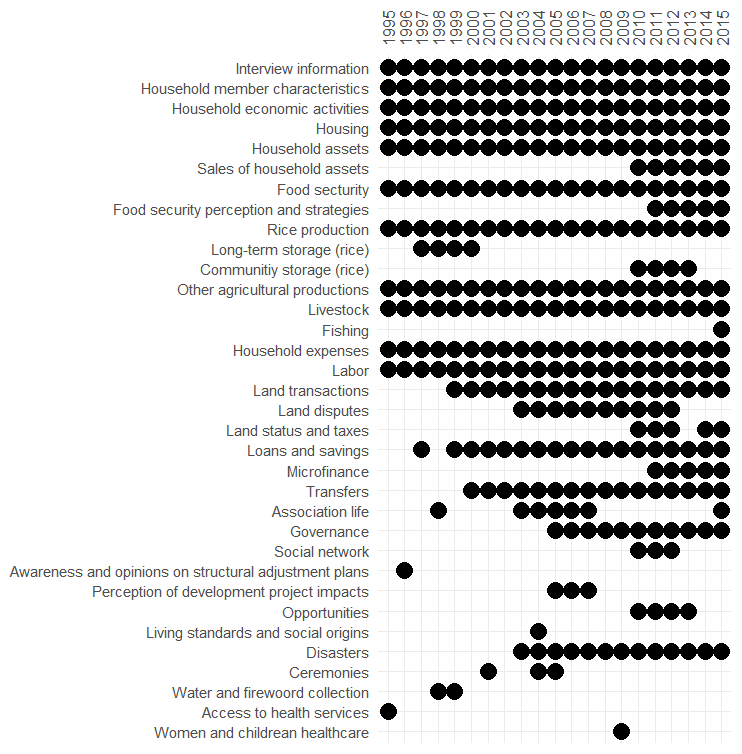 1995 1996 1997 1998 1999 2000 2001 2002 2003 2004 2005 2006 2007 2008 2009 2010 2011 2012 2013 2014 2015
Interview information
Household member characteristics
Household economic activities
Housing
Household assets
Sales of household assets
Food secturity
Food security perception and strategies
Rice production
Long-term storage (rice)
Communitiy storage (rice)
Other agricultural productions
Livestock
Fishing
Household expenses
Labor
Land transactions
Land disputes
Land status and taxes
Loans and savings
Microfinance
Transfers
Association life
Governance
Social network
Awareness and opinions on structural adjustment plans
Perception of development project impacts
Opportunities
Living standards and social origins
Disasters
Ceremonies
Water and firewoord collection
Access to health services
Women and childrean healthcare